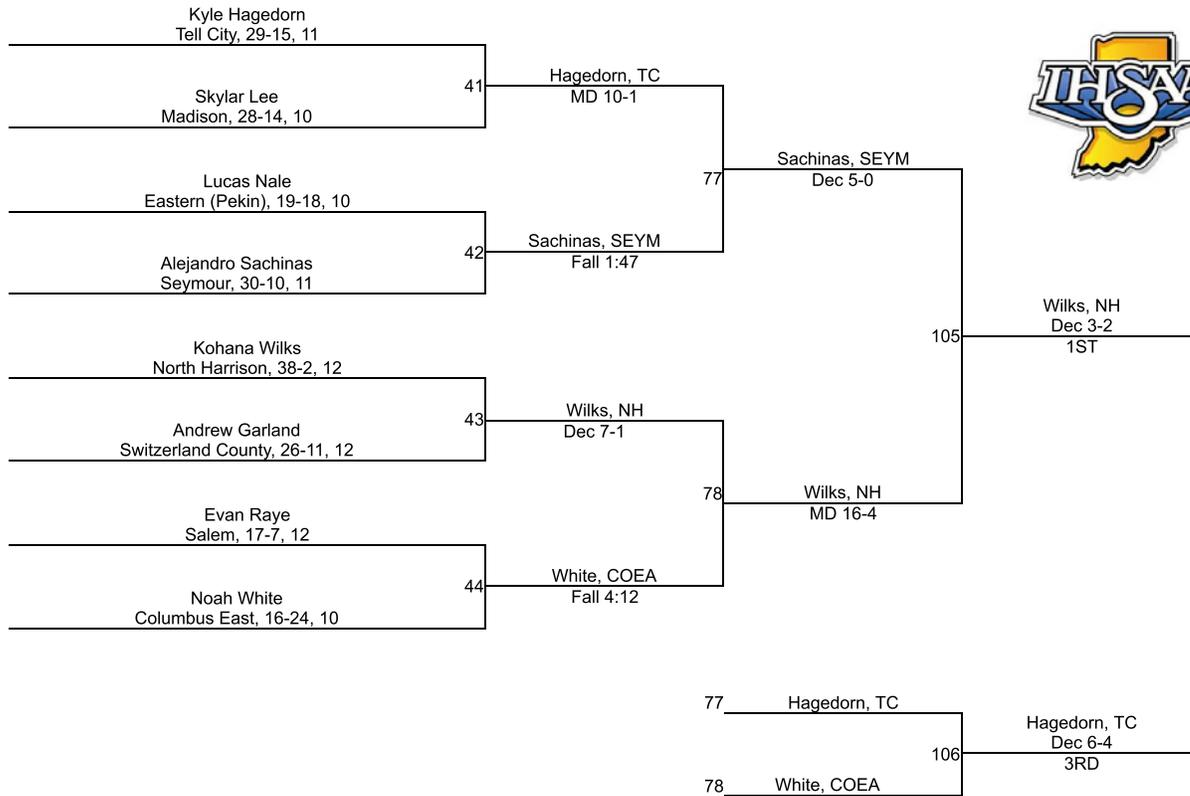 Kyle Hagedorn
Tell City, 29-15, 11
41
Hagedorn, TC
MD 10-1
Skylar Lee
Madison, 28-14, 10
IHSAA
77
Sachinas, SEYM
Dec 5-0
Lucas Nale
Eastern (Pekin), 19-18, 10
42
Sachinas, SEYM
Fall 1:47
Alejandro Sachinas
Seymour, 30-10, 11
105
Wilks, NH
Dec 3-2
1ST
Kohana Wilks
North Harrison, 38-2, 12
43
Wilks, NH
Dec 7-1
Andrew Garland
Switzerland County, 26-11, 12
78
Wilks, NH
MD 16-4
Evan Raye
Salem, 17-7, 12
44
White, COEA
Fall 4:12
Noah White
Columbus East, 16-24, 10
77
Hagedorn, TC
106
Hagedorn, TC
Dec 6-4
3RD
78
White, COEA